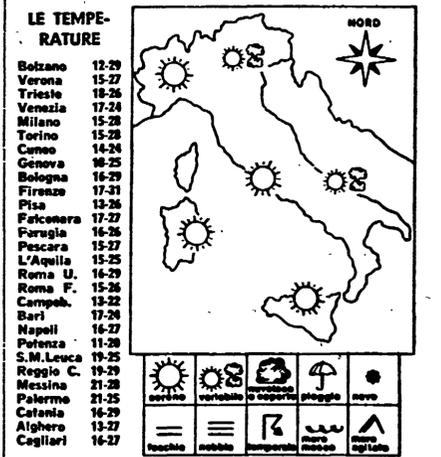 LE TEMPE-
RATURE
Bolzano 12-29
Verona 15-27
Trieste 18-26
Venezia 17-24
Milano 15-28
Torino 15-28
Cuneo 14-24
Genova 18-25
Bologna 16-29
Firenze 17-31
Pisa 13-26
Falconara 17-27
Perugia 16-26
Pescara 15-27
L'Aquila 15-25
Roma U. 16-29
Roma F. 15-26
Campob. 13-22
Bari 17-24
Napoli 16-27
Potenza 11-20
S.M.Leuca 19-25
Reggio C. 19-29
Messina 21-28
Palermo 21-25
Catania 16-29
Alghero 13-27
Cagliari 16-27
NORD
sereno variabile nuvoloso o coperto pioggia neve
foschia nebbia temporale mare mosso mare agitato